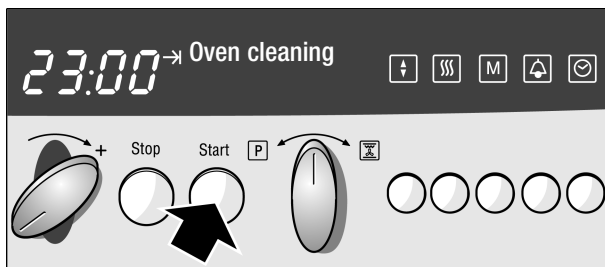 23:00 →| Oven cleaning
M
+ Stop Start P